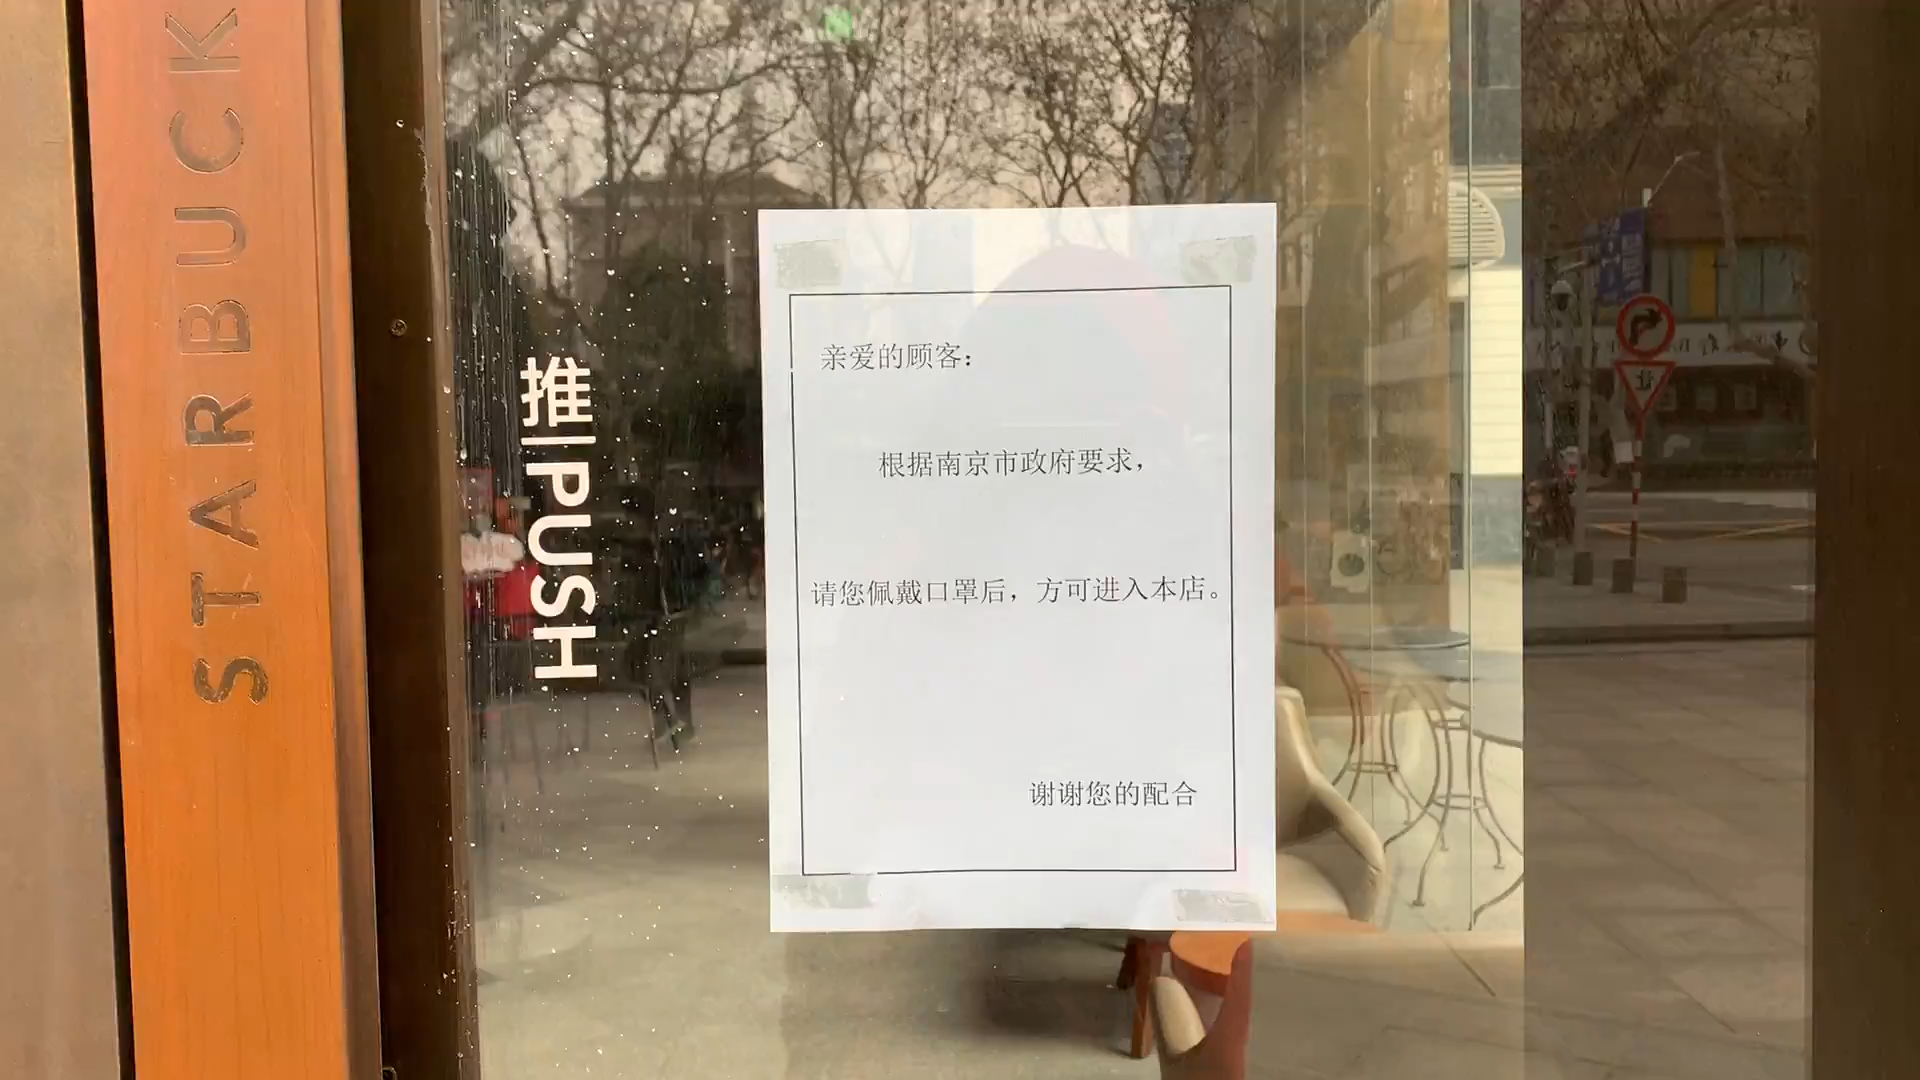 STARBUCK
推|PUSH
亲爱的顾客：
根据南京市政府要求，
请您佩戴口罩后，方可进入本店。
谢谢您的配合